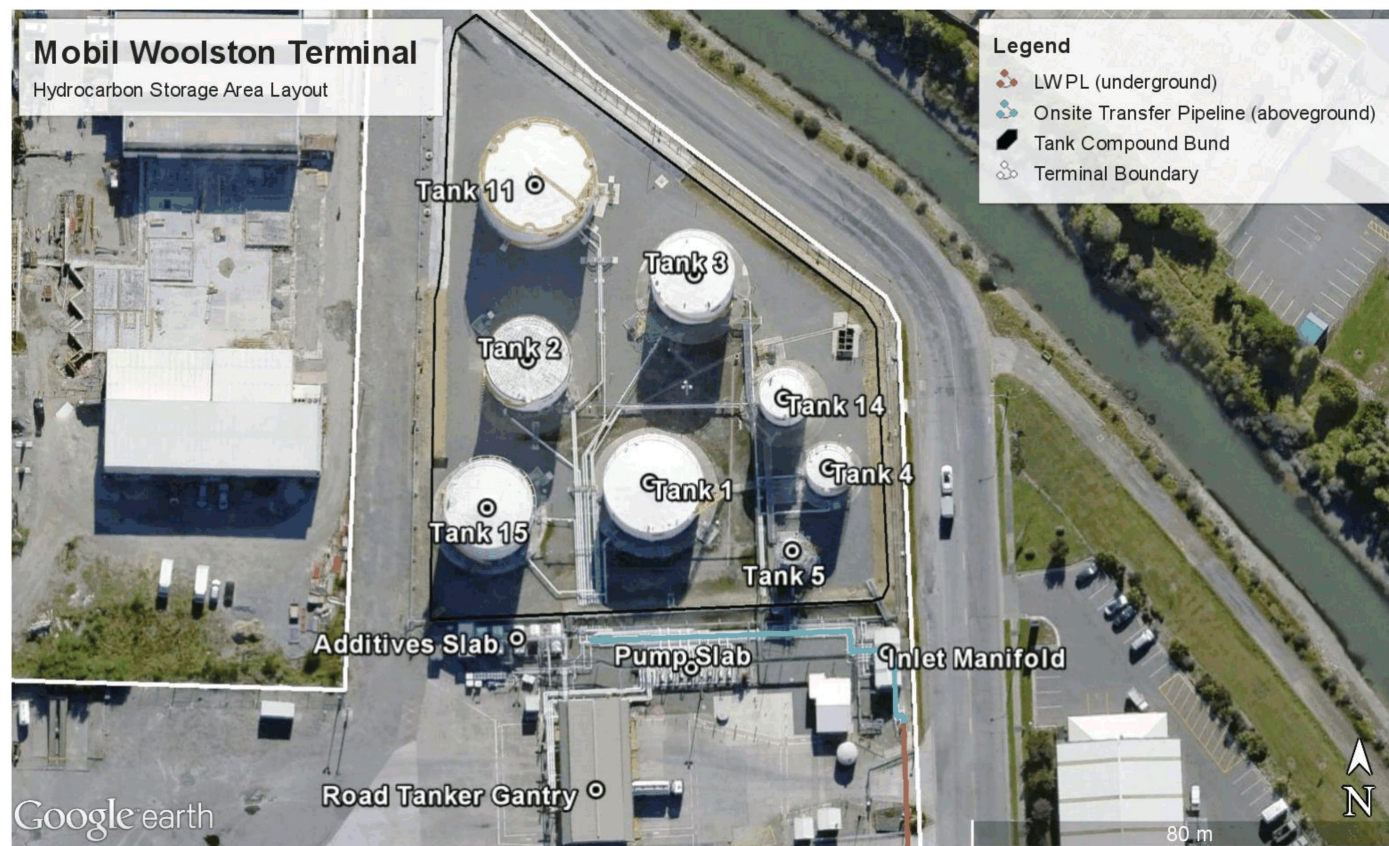 Mobil Woolston Terminal
Hydrocarbon Storage Area Layout
Legend
LWPL (underground)
Onsite Transfer Pipeline (aboveground)
Tank Compound Bund
Terminal Boundary
Tank 11
Tank 3
Tank 2
Tank 14
Tank 4
Tank 1
Tank 15
Tank 5
Additives Slab
Pump Slab
Inlet Manifold
Road Tanker Gantry
N
Google earth
80 m